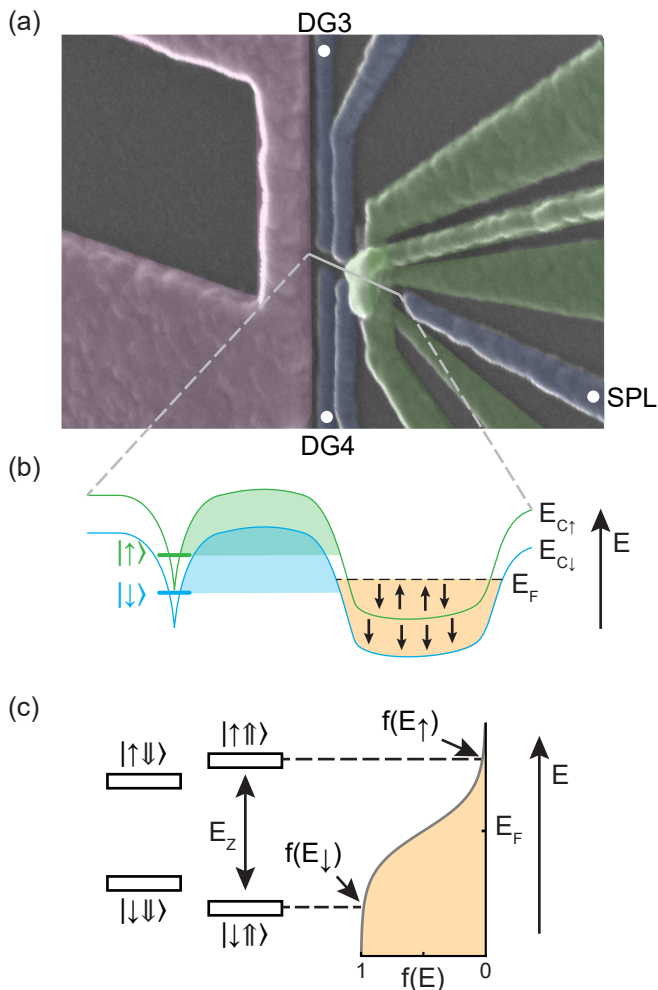 (a)
DG3
DG4
SPL
(b)
E_C↑
E_C↓
E
|↑⟩
|↓⟩
E_F
(c)
|↑⇓⟩
|↑⇑⟩
f(E↑)
E
E_Z
E_F
f(E↓)
|↓⇓⟩
|↓⇑⟩
1
0
f(E)